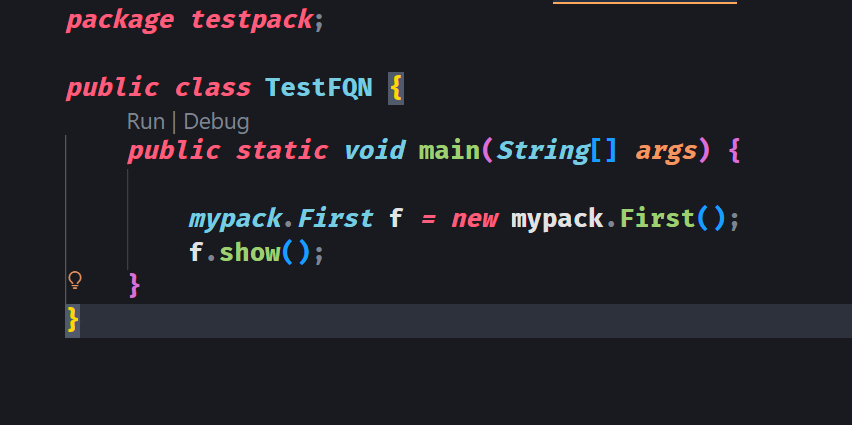 package testpack;
public class TestFQN {
Run | Debug
public static void main(String[] args) {
mypack.First f = new mypack.First();
f.show();
}
}